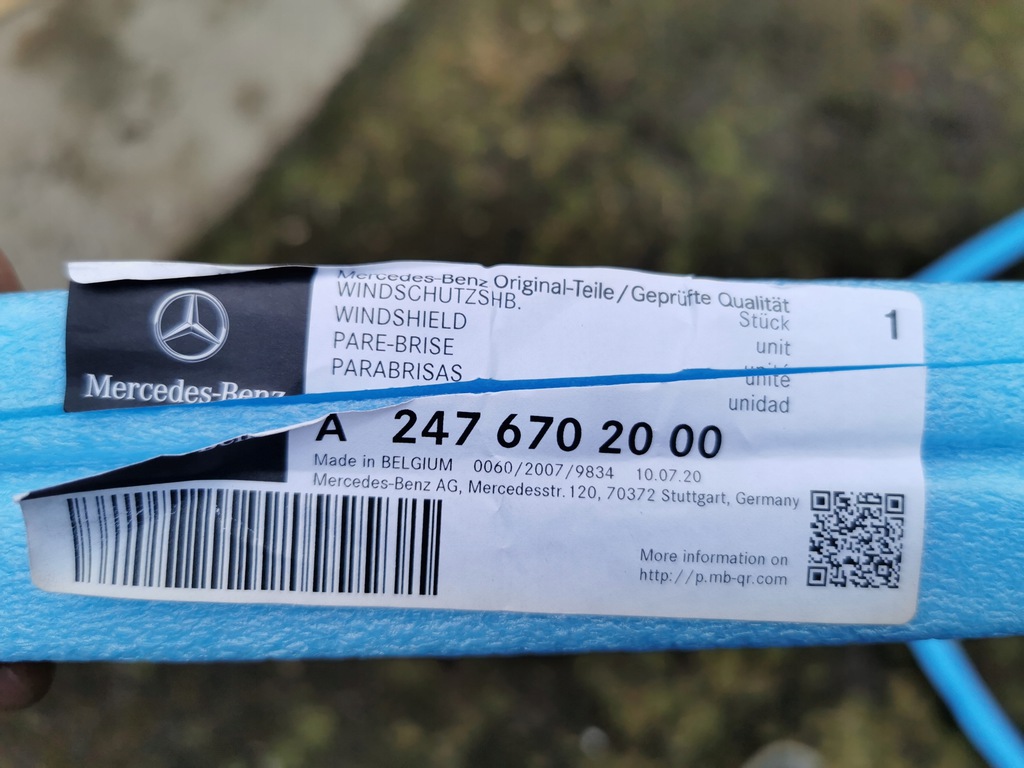 Mercedes-Benz
Mercedes-Benz Original-Teile/Geprüfte Qualität
WINDSCHUTZSHB.
WINDSHIELD
PARE-BRISE
PARABRISAS
Stück
unit
unité
unidad
1
A 247 670 20 00
Made in BELGIUM 0060/2007/9834 10.07.20
Mercedes-Benz AG, Mercedesstr.120, 70372 Stuttgart, Germany
More information on
http://p.mb-qr.com